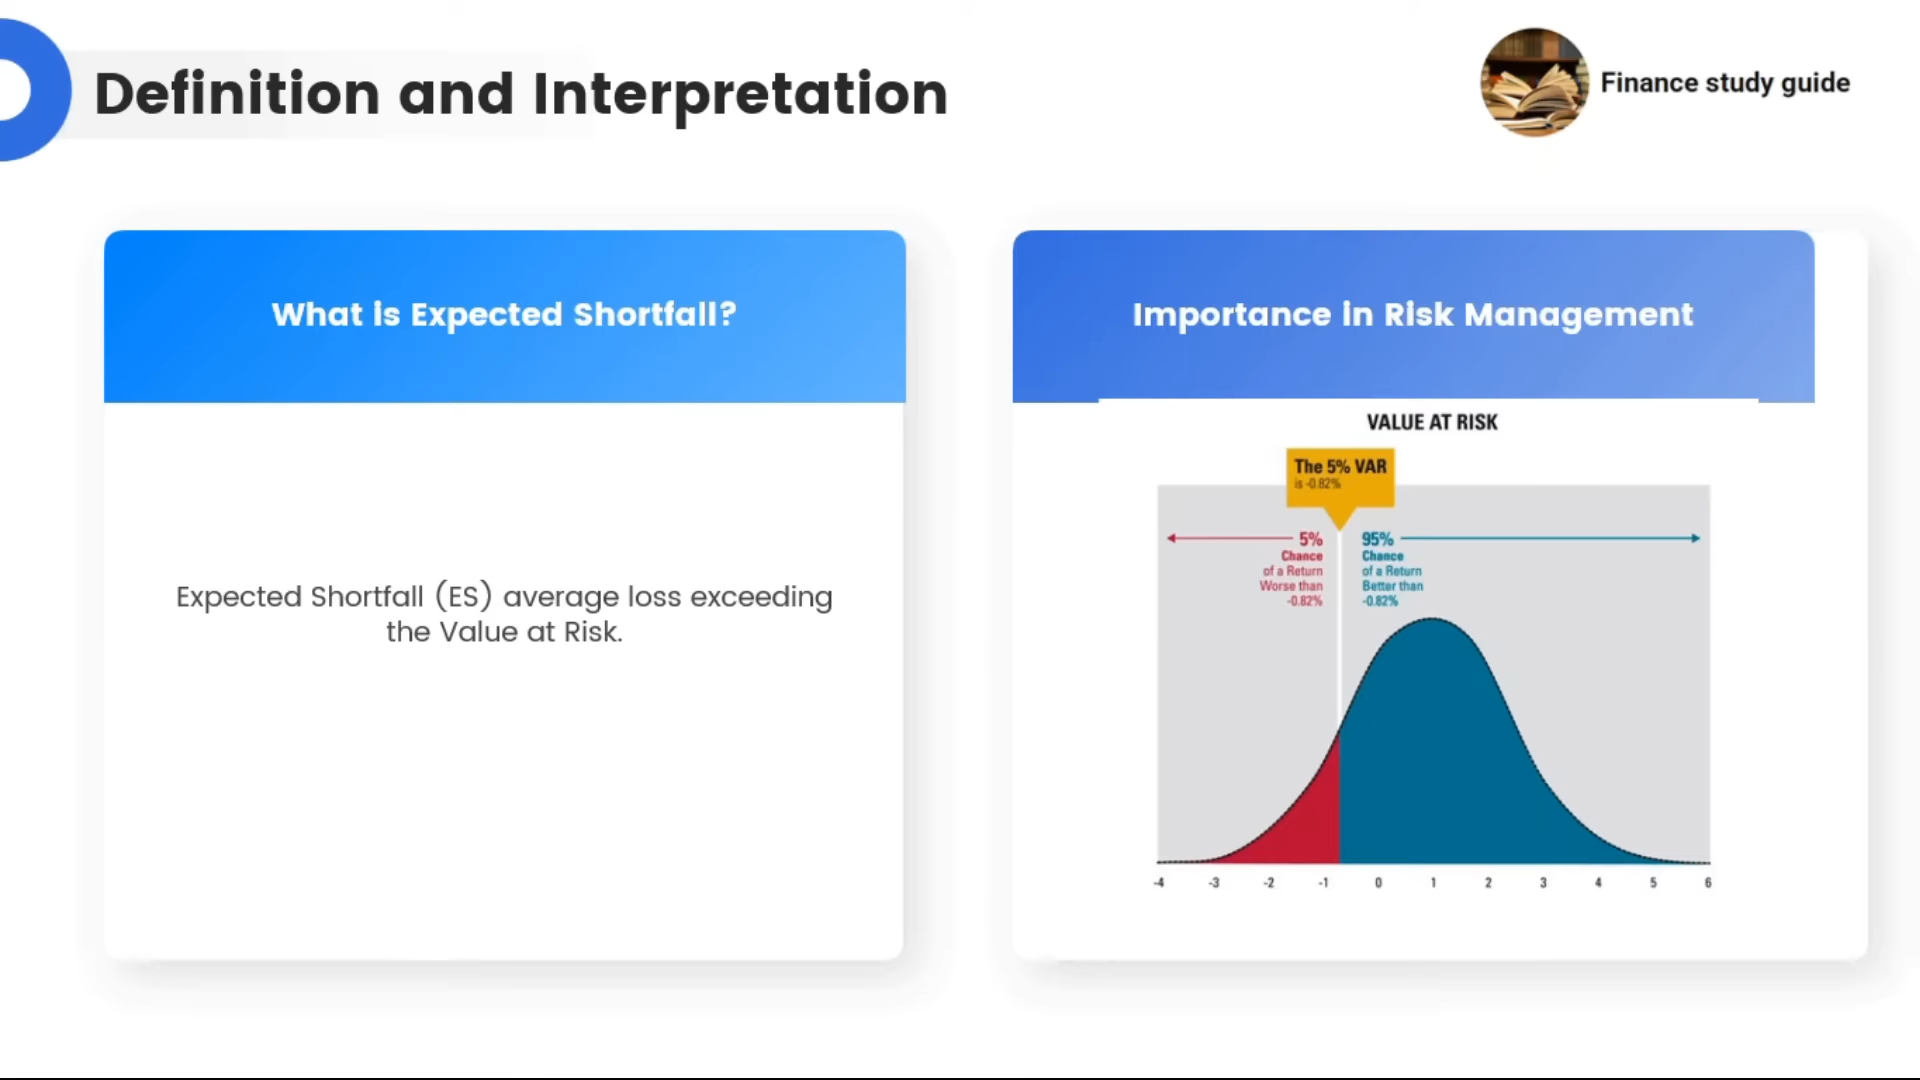 Definition and Interpretation
Finance study guide
What is Expected Shortfall?
Expected Shortfall (ES) average loss exceeding
the Value at Risk.
Importance in Risk Management
VALUE AT RISK
The 5% VAR
is -0.82%
5%
Chance
of a Return
Worse than
-0.82%
95%
Chance
of a Return
Better than
-0.82%
-4 -3 -2 -1 0 1 2 3 4 5 6